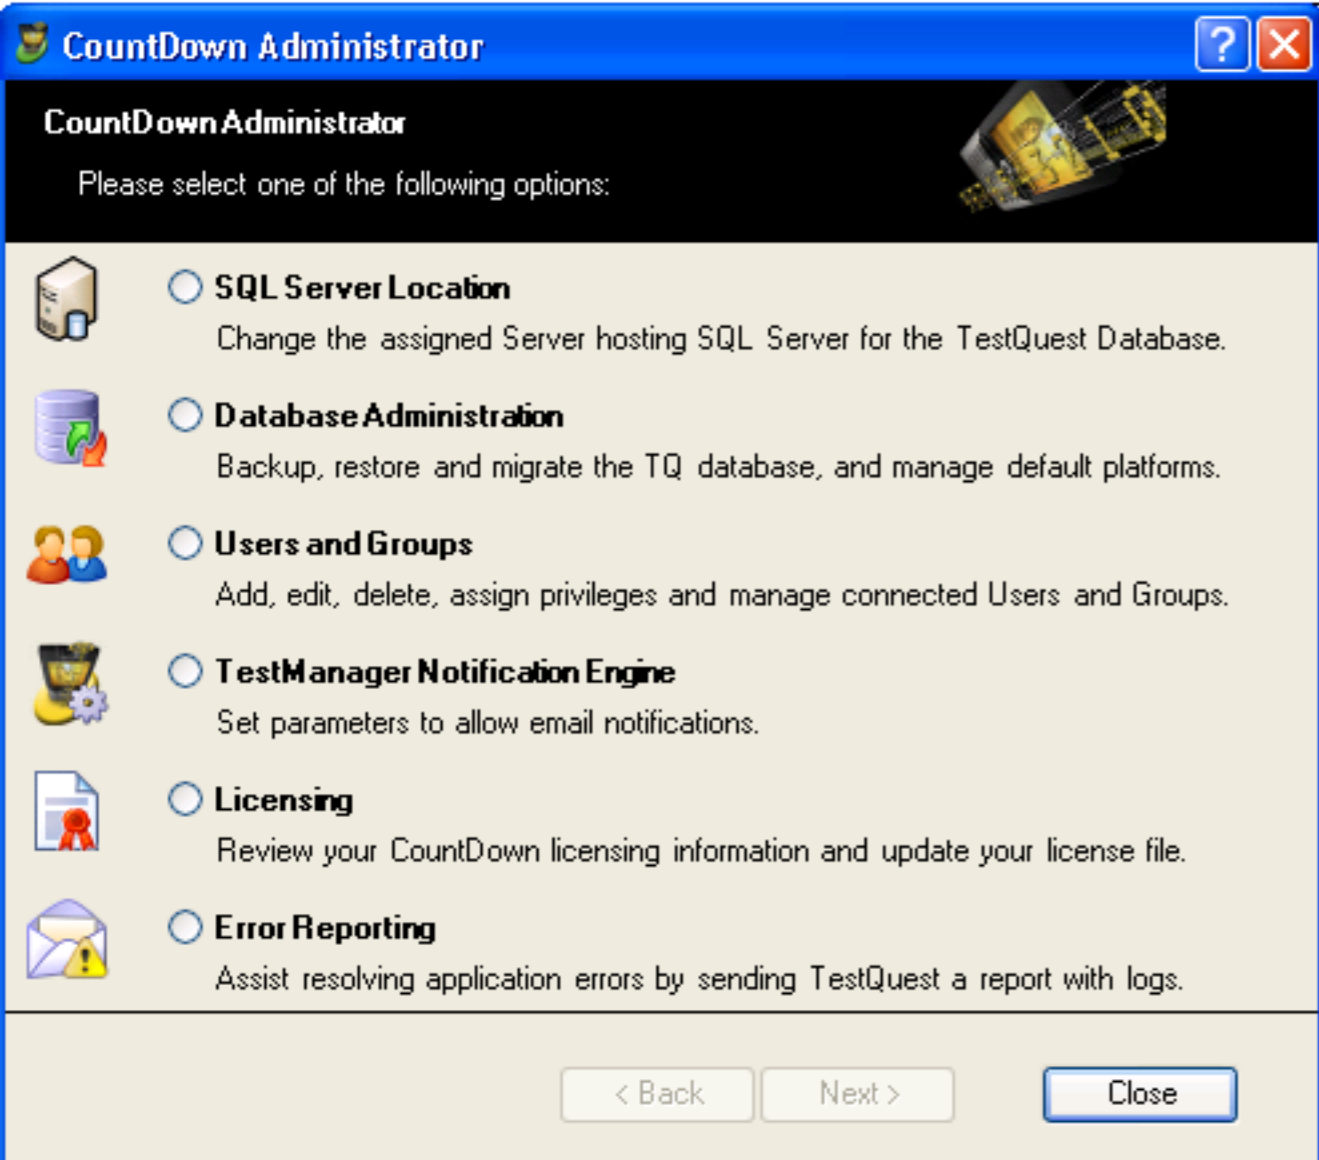 CountDown Administrator
CountDown Administrator
Please select one of the following options:
SQL Server Location
Change the assigned Server hosting SQL Server for the TestQuest Database.
Database Administration
Backup, restore and migrate the TQ database, and manage default platforms.
Users and Groups
Add, edit, delete, assign privileges and manage connected Users and Groups.
TestManager Notification Engine
Set parameters to allow email notifications.
Licensing
Review your CountDown licensing information and update your license file.
Error Reporting
Assist resolving application errors by sending TestQuest a report with logs.
< Back Next > Close